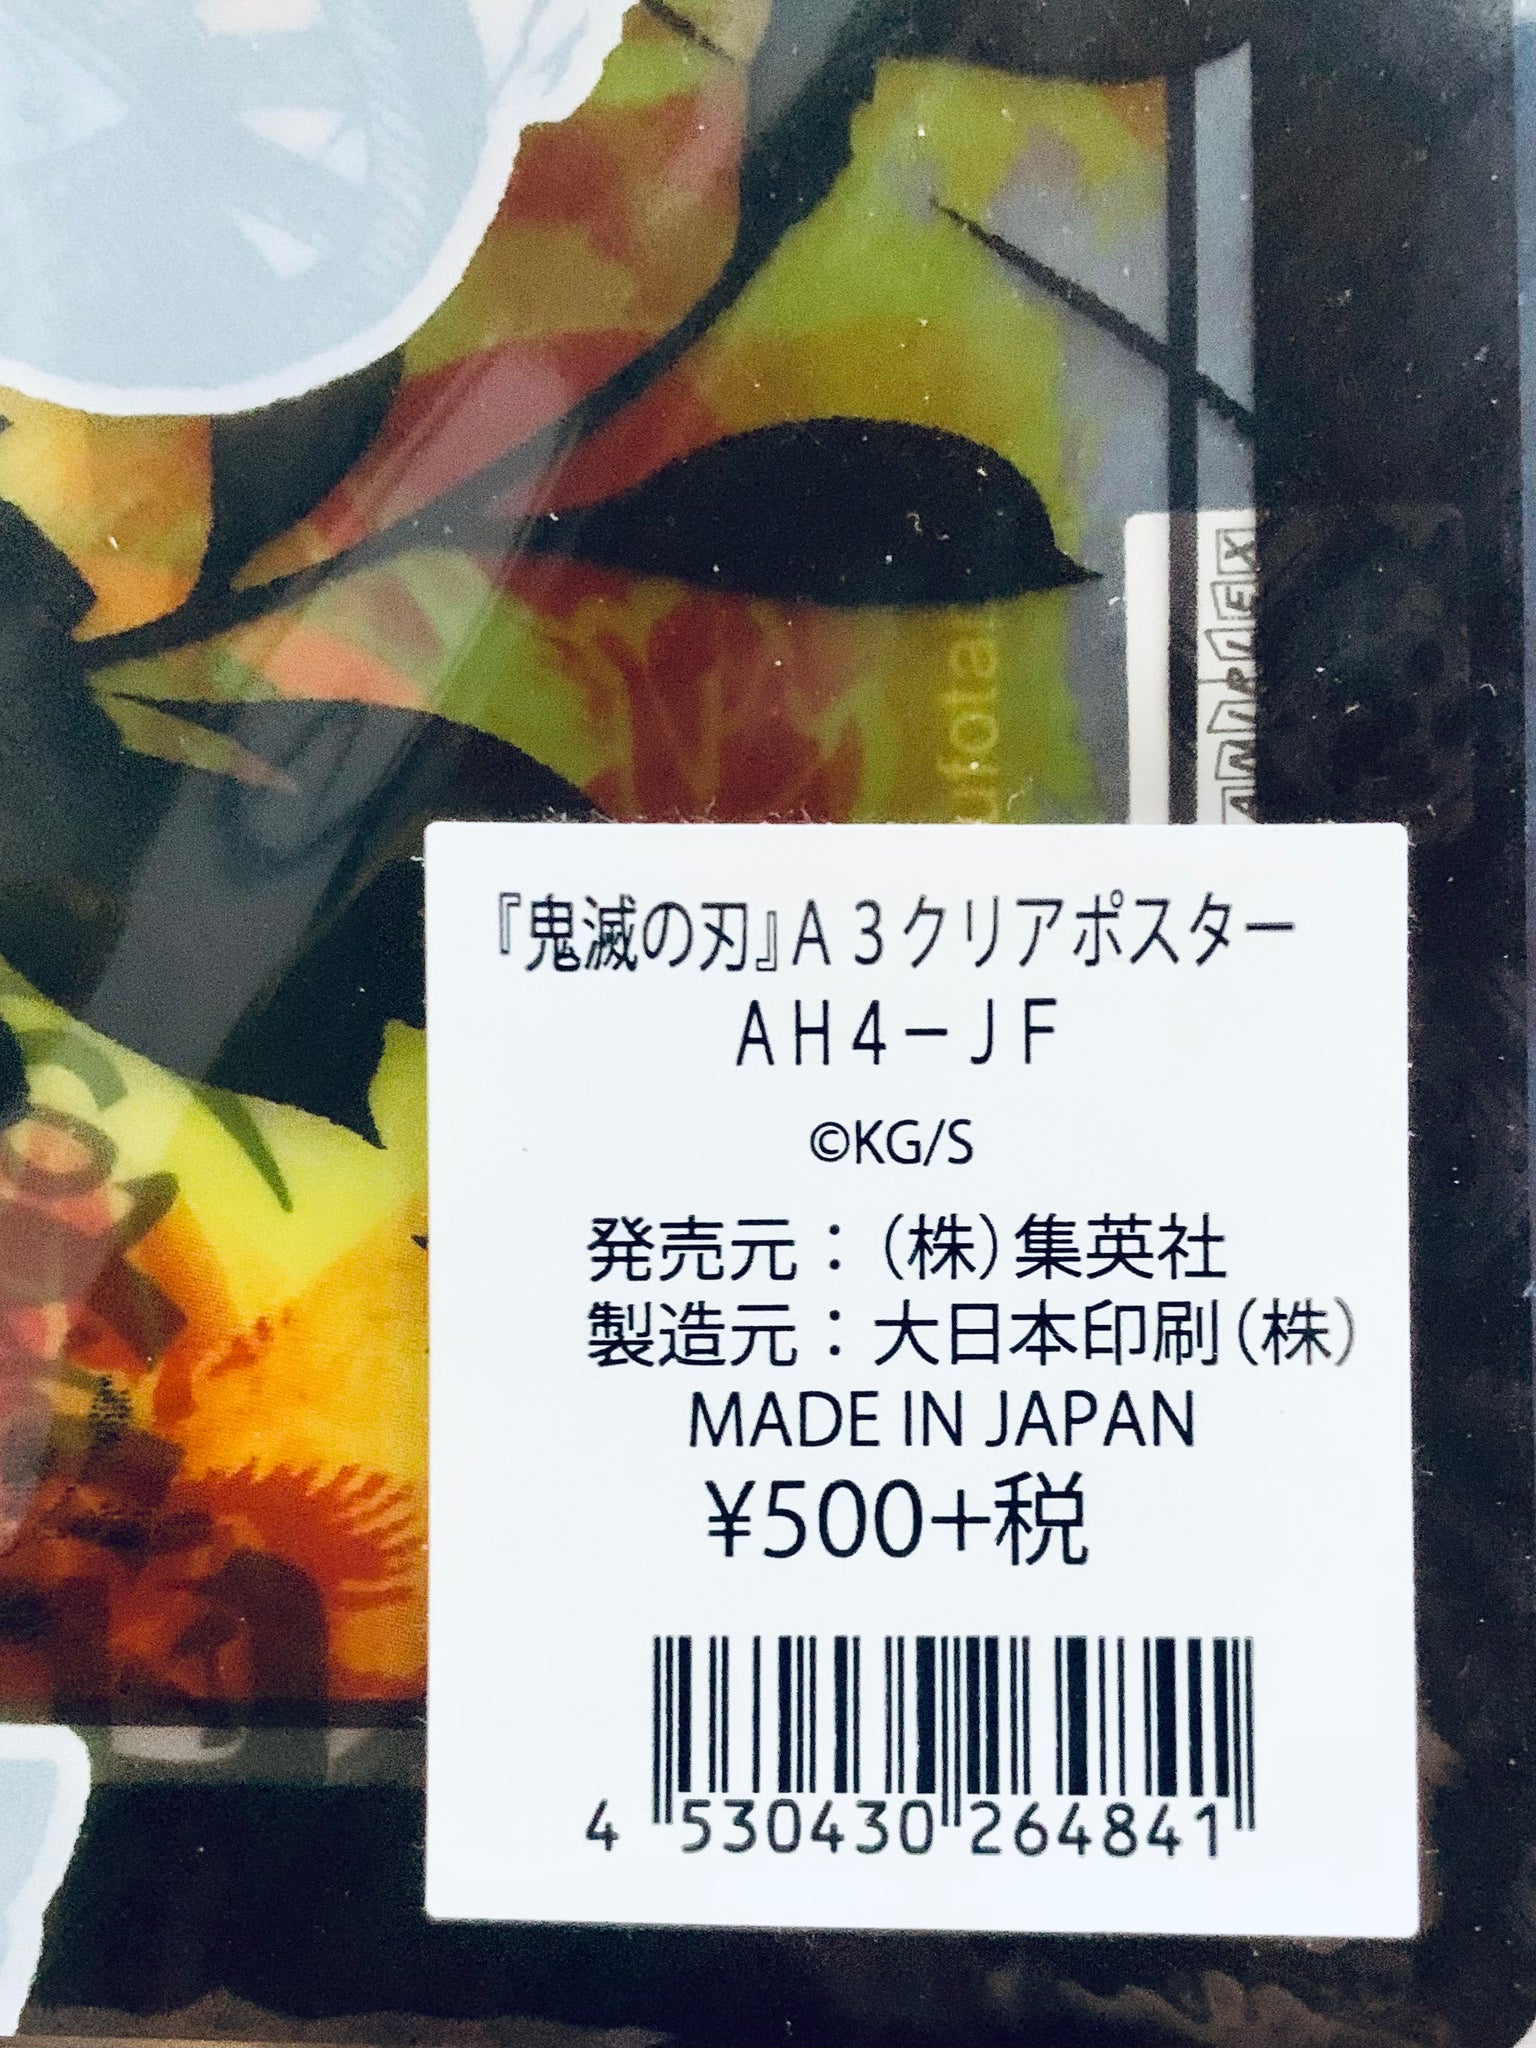 ANIPLEX
『鬼滅の刃』A3クリアポスター
AH4－JF
©KG/S
発売元：(株)集英社
製造元：大日本印刷(株)
MADE IN JAPAN
¥500+税
4 530430 264841